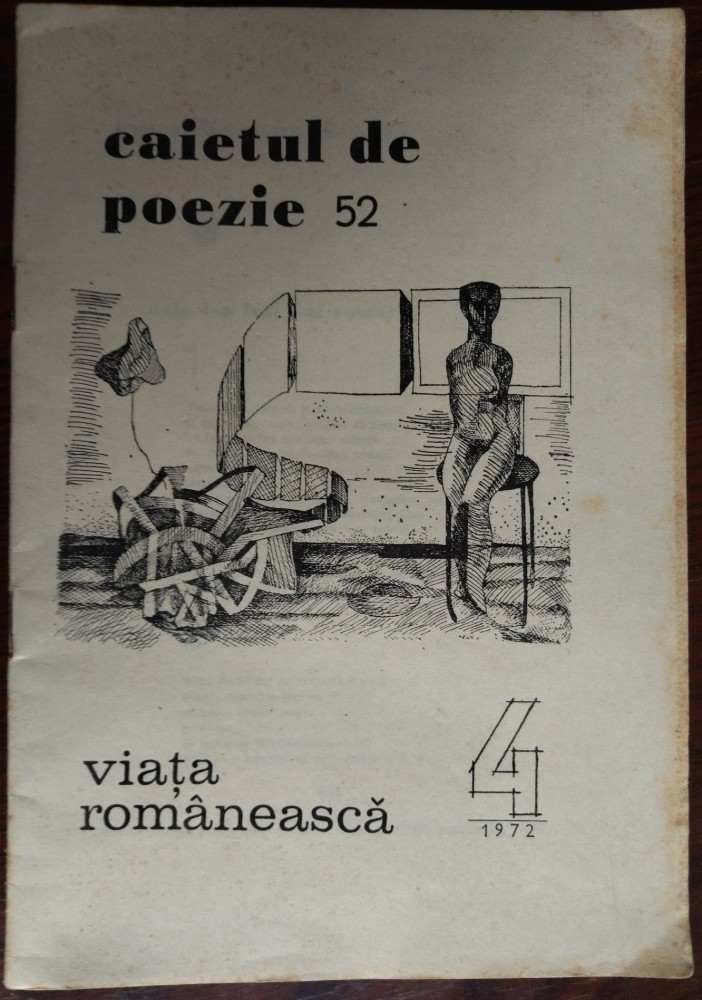 caietul de
poezie 52
viața
românească
4
1972